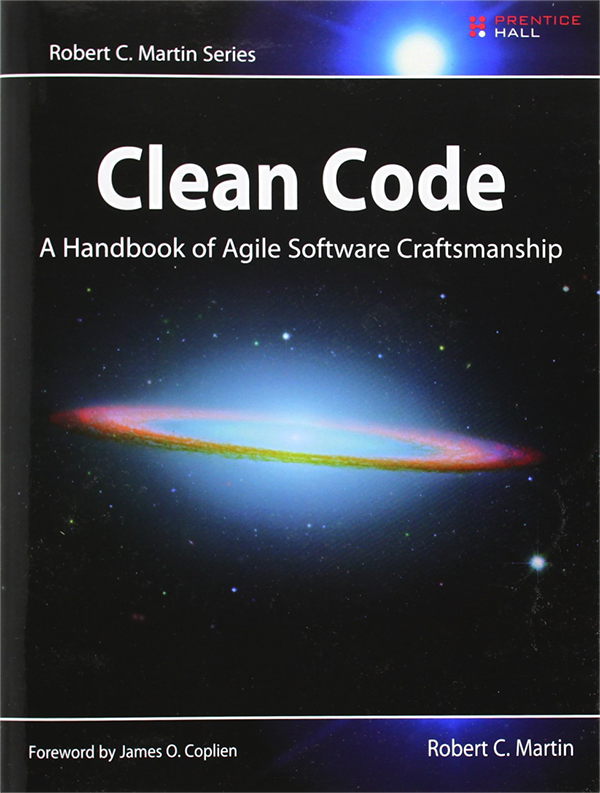 Robert C. Martin Series
PRENTICE
HALL
Clean Code
A Handbook of Agile Software Craftsmanship
Foreword by James O. Coplien
Robert C. Martin